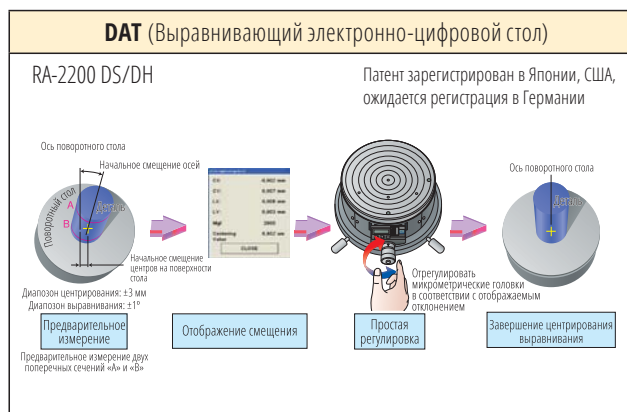 DAT (Выравнивающий электронно-цифровой стол)
RA-2200 DS/DH
Патент зарегистрирован в Японии, США,
ожидается регистрация в Германии
Ось поворотного стола
Начальное смещение осей
Поворотный стол
A
Деталь
B
Начальное смещение
центров на поверхности
стола
Диапазон центрирования: ±3 мм
Диапазон выравнивания: ±1°
Предварительное
измерение
Предварительное измерение двух
поперечных сечений «А» и «В»
CLOSE
Отображение смещения
Отрегулировать
микрометрические головки
в соответствии с отображаемым
отклонением
Простая
регулировка
Ось поворотного стола
Деталь
Завершение центрирования
выравнивания